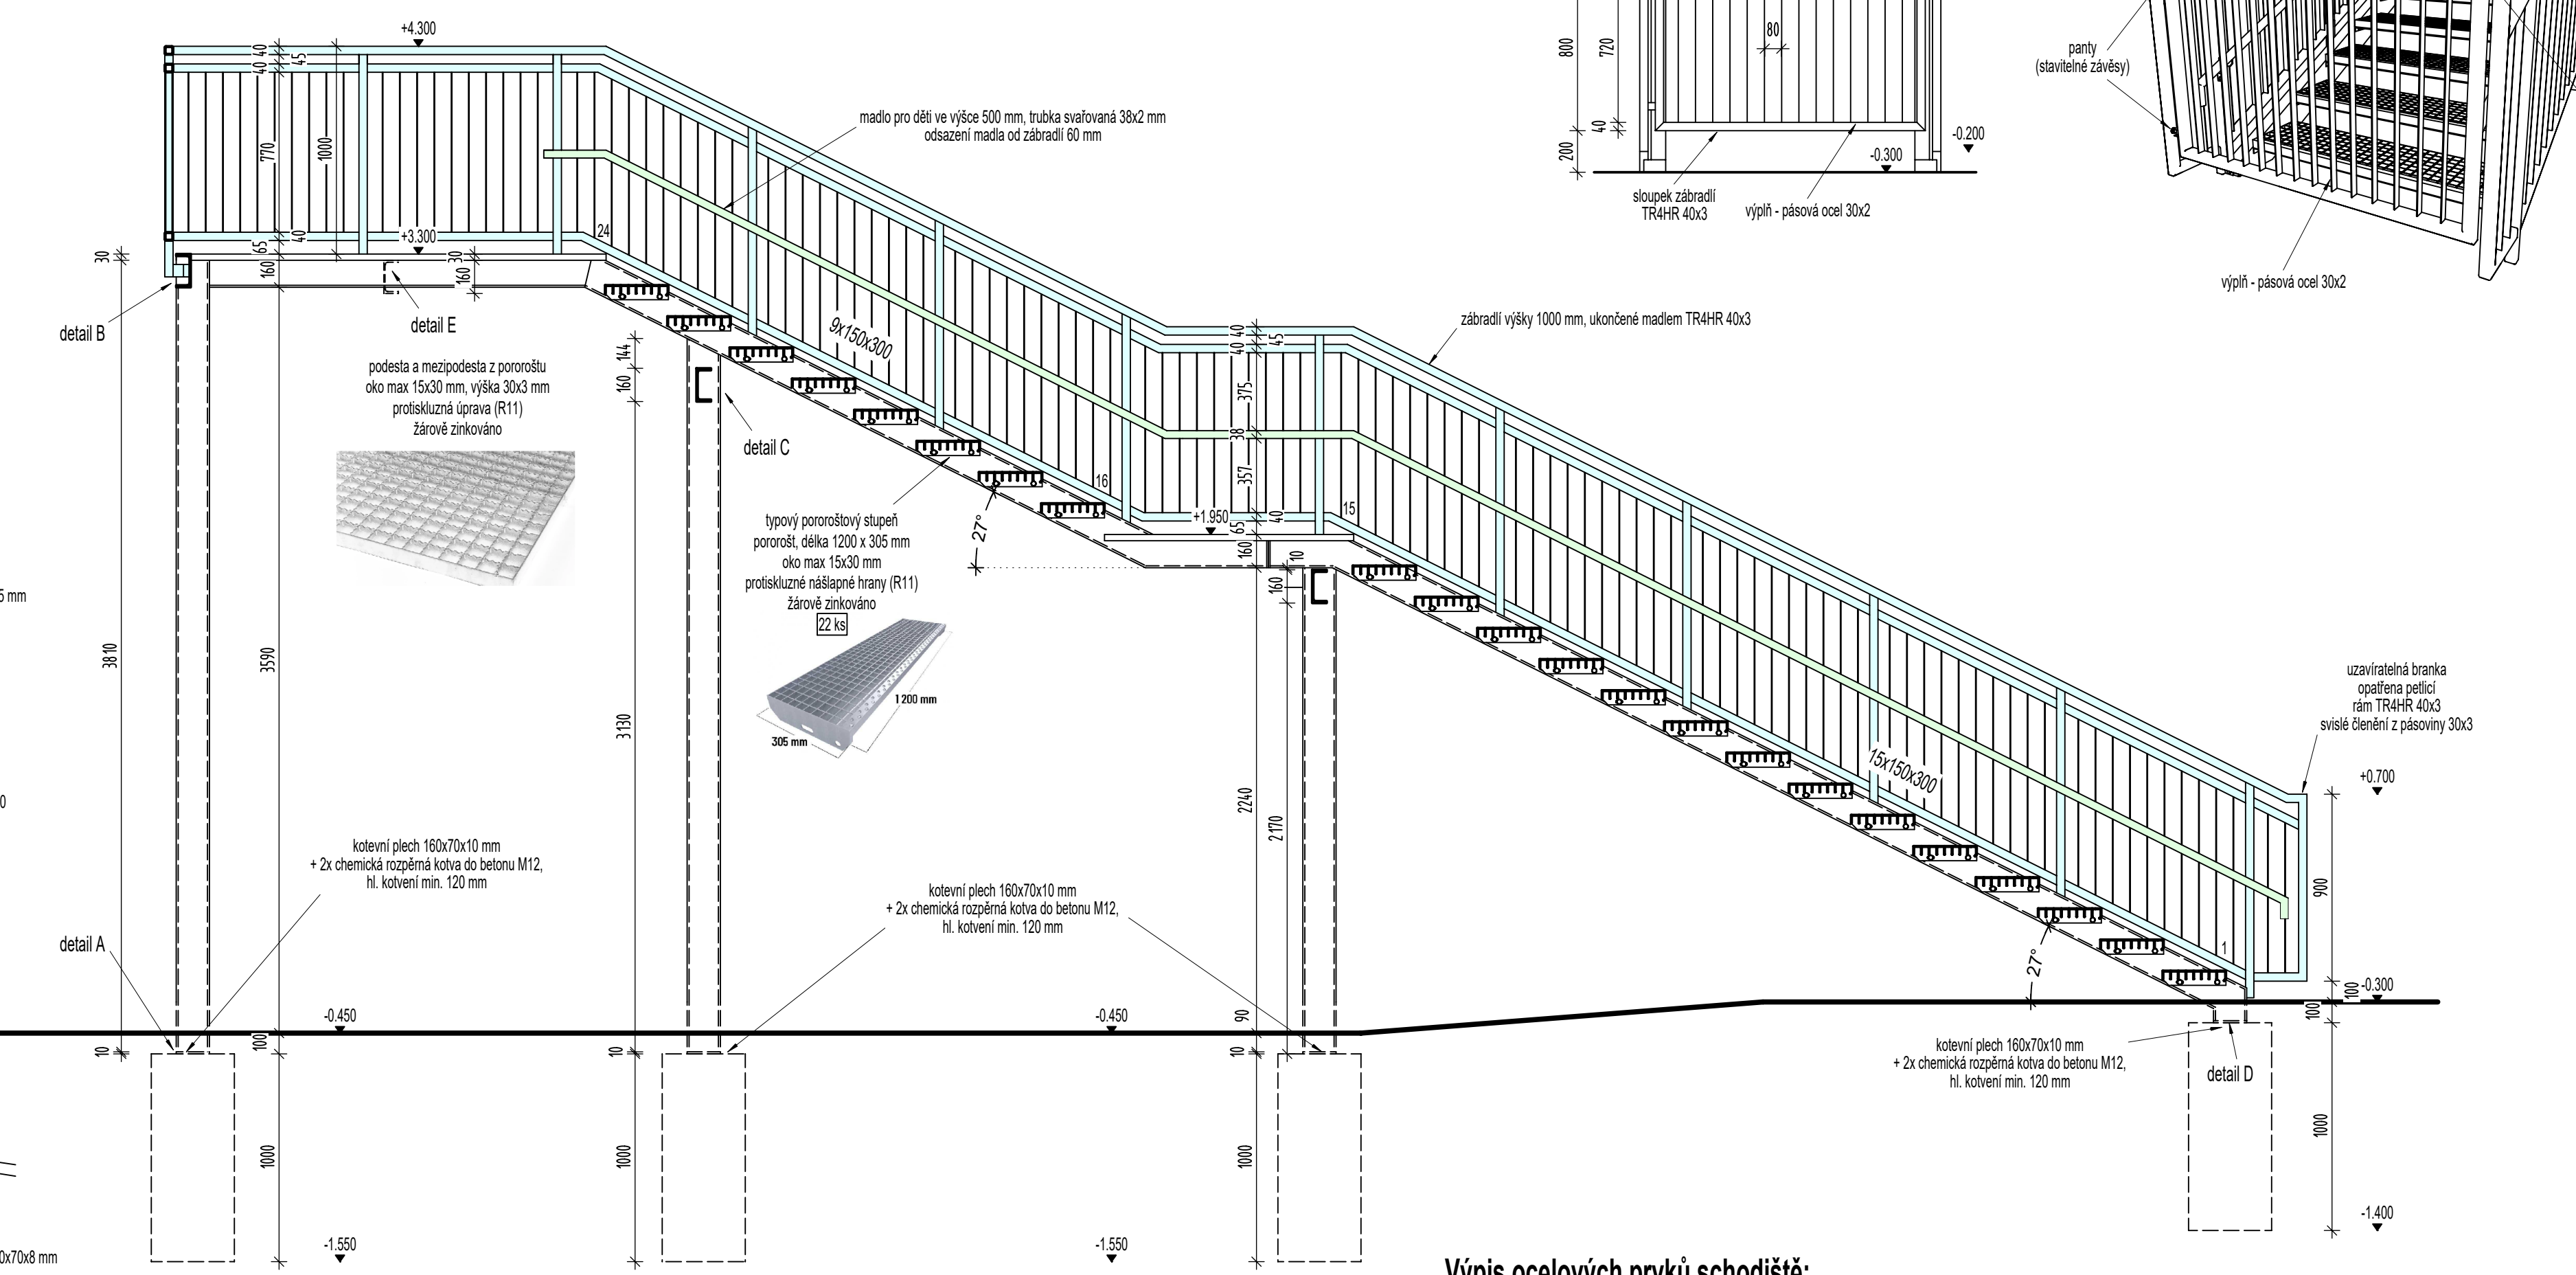 +4.300
40
45
40
770
1000
40
65
+3.300
30
160
30
160
24
detail B
detail E
madlo pro děti ve výšce 500 mm, trubka svařovaná 38x2 mm
odsazení madla od zábradlí 60 mm
800
720
80
40
200
-0.200
-0.300
sloupek zábradlí
TR4HR 40x3
výplň - pásová ocel 30x2
panty
(stavitelné závěsy)
výplň - pásová ocel 30x2
podesta a mezipodesta z pororoštu
oko max 15x30 mm, výška 30x3 mm
protiskluzná úprava (R11)
žárově zinkováno
144
160
detail C
9x150x300
zábradlí výšky 1000 mm, ukončené madlem TR4HR 40x3
40
45
40
375
38
357
40
65
+1.950
160
10
160
16
15
27°
typový pororoštový stupeň
pororošt, délka 1200 x 305 mm
oko max 15x30 mm
protiskluzné nášlapné hrany (R11)
žárově zinkováno
22 ks
1200 mm
305 mm
5 mm
3810
3590
3130
2240
2170
15x150x300
uzavíratelná branka
opatřena petlicí
rám TR4HR 40x3
svislé členění z pásoviny 30x3
+0.700
900
1
27°
100
-0.300
100
0
kotevní plech 160x70x10 mm
+ 2x chemická rozpěrná kotva do betonu M12,
hl. kotvení min. 120 mm
kotevní plech 160x70x10 mm
+ 2x chemická rozpěrná kotva do betonu M12,
hl. kotvení min. 120 mm
detail A
-0.450
-0.450
90
10
100
10
10
kotevní plech 160x70x10 mm
+ 2x chemická rozpěrná kotva do betonu M12,
hl. kotvení min. 120 mm
detail D
1000
1000
1000
1000
-1.400
-1.550
-1.550
0x70x8 mm
Výpis ocelových prvků schodiště: